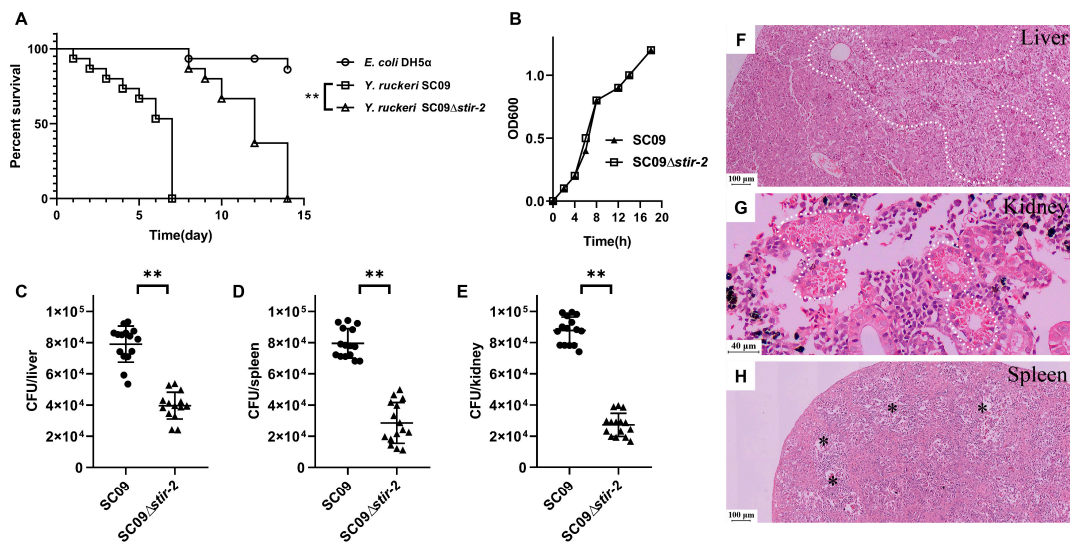 A
Percent survival
100
50
0
0
5
10
15
Time(day)
E. coli DH5α
Y. ruckeri SC09
Y. ruckeri SC09Δstir-2
**
B
OD600
1.0
0.5
0.0
0
4
8
12
16
20
Time(h)
SC09
SC09Δstir-2
C
CFU/liver
1×10⁵
8×10⁴
6×10⁴
4×10⁴
2×10⁴
0
**
SC09
SC09Δstir-2
D
CFU/spleen
1×10⁵
8×10⁴
6×10⁴
4×10⁴
2×10⁴
0
**
SC09
SC09Δstir-2
E
CFU/kidney
1×10⁵
8×10⁴
6×10⁴
4×10⁴
2×10⁴
0
**
SC09
SC09Δstir-2
F
Liver
100 μm
G
Kidney
40 μm
H
Spleen
*
*
*
*
100 μm